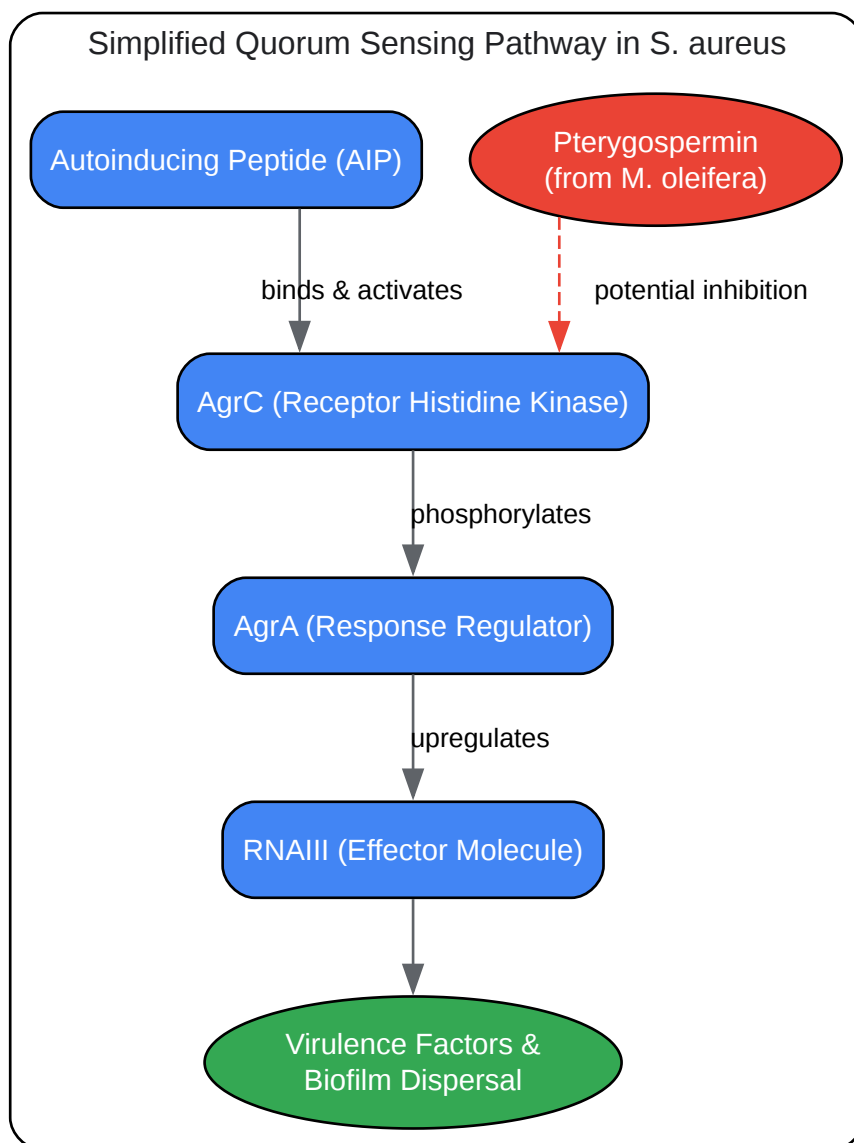 Simplified Quorum Sensing Pathway in S. aureus
Autoinducing Peptide (AIP)
Pterygospermin
(from M. oleifera)
binds & activates
potential inhibition
AgrC (Receptor Histidine Kinase)
phosphorylates
AgrA (Response Regulator)
upregulates
RNAIII (Effector Molecule)
Virulence Factors &
Biofilm Dispersal